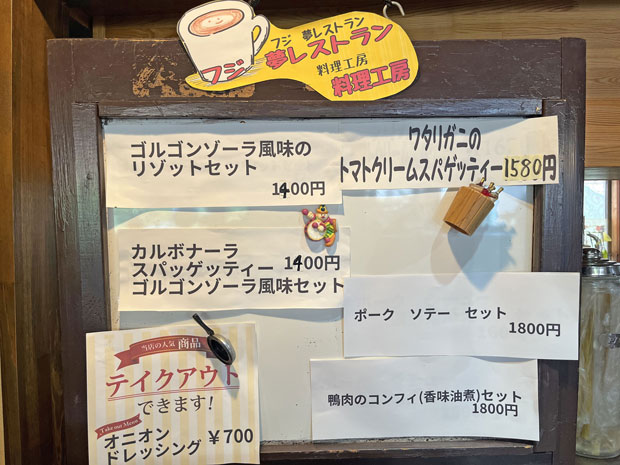 フジ 夢レストラン
フジ 夢レストラン
料理工房
料理工房
ゴルゴンゾーラ風味の
リゾットセット
1400円
ワタリガニの
トマトクリームスパゲッティー1580円
カルボナーラ
スパッゲッティー 1400円
ゴルゴンゾーラ風味セット
ポーク ソテー セット
1800円
鴨肉のコンフィ(香味油煮)セット
1800円
当店の人気 商品
テイクアウト
できます!
Take out Menu
オニオン
ドレッシング ¥700